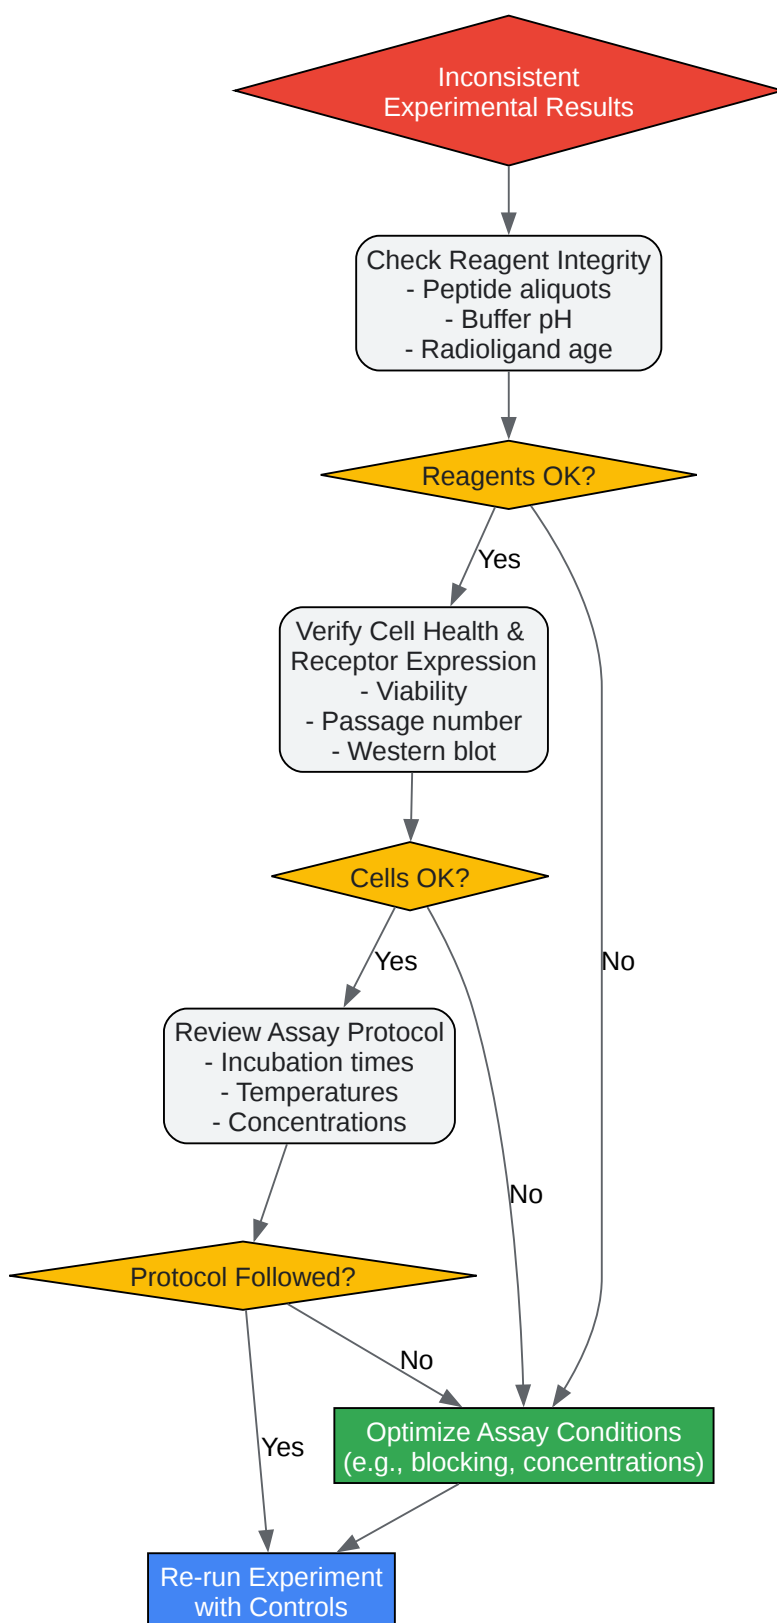 Inconsistent
Experimental Results
Check Reagent Integrity
- Peptide aliquots
- Buffer pH
- Radioligand age
Reagents OK?
Yes
Verify Cell Health &
Receptor Expression
- Viability
- Passage number
- Western blot
Cells OK?
Yes
No
Review Assay Protocol
- Incubation times
- Temperatures
- Concentrations
No
Protocol Followed?
No
Optimize Assay Conditions
(e.g., blocking, concentrations)
Yes
Re-run Experiment
with Controls